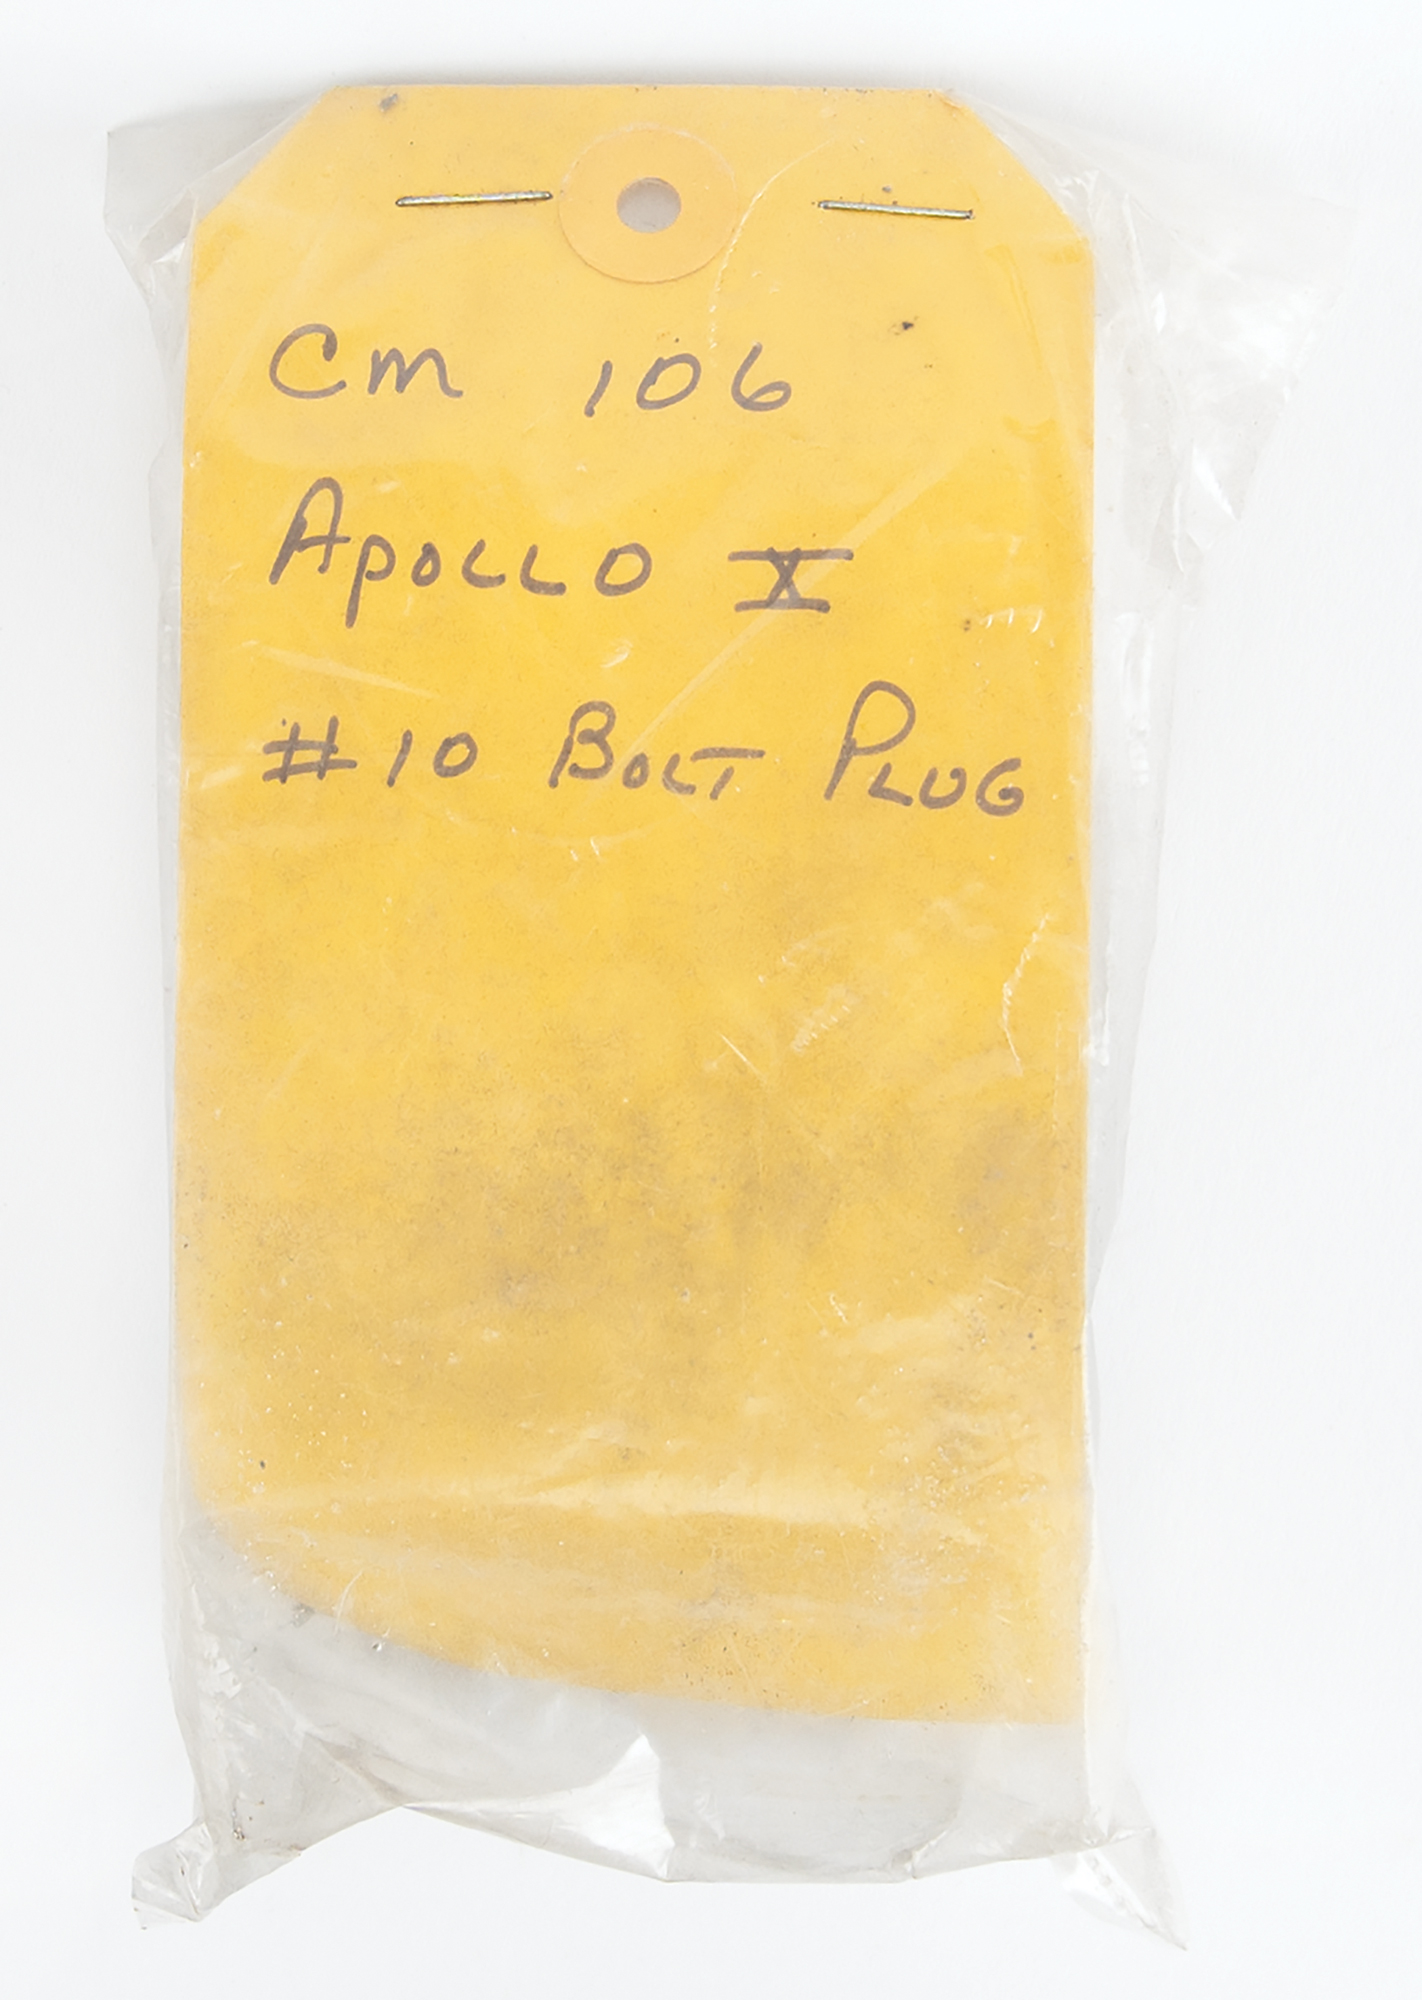 Cm 106
Apollo X
#10 Bolt Plug